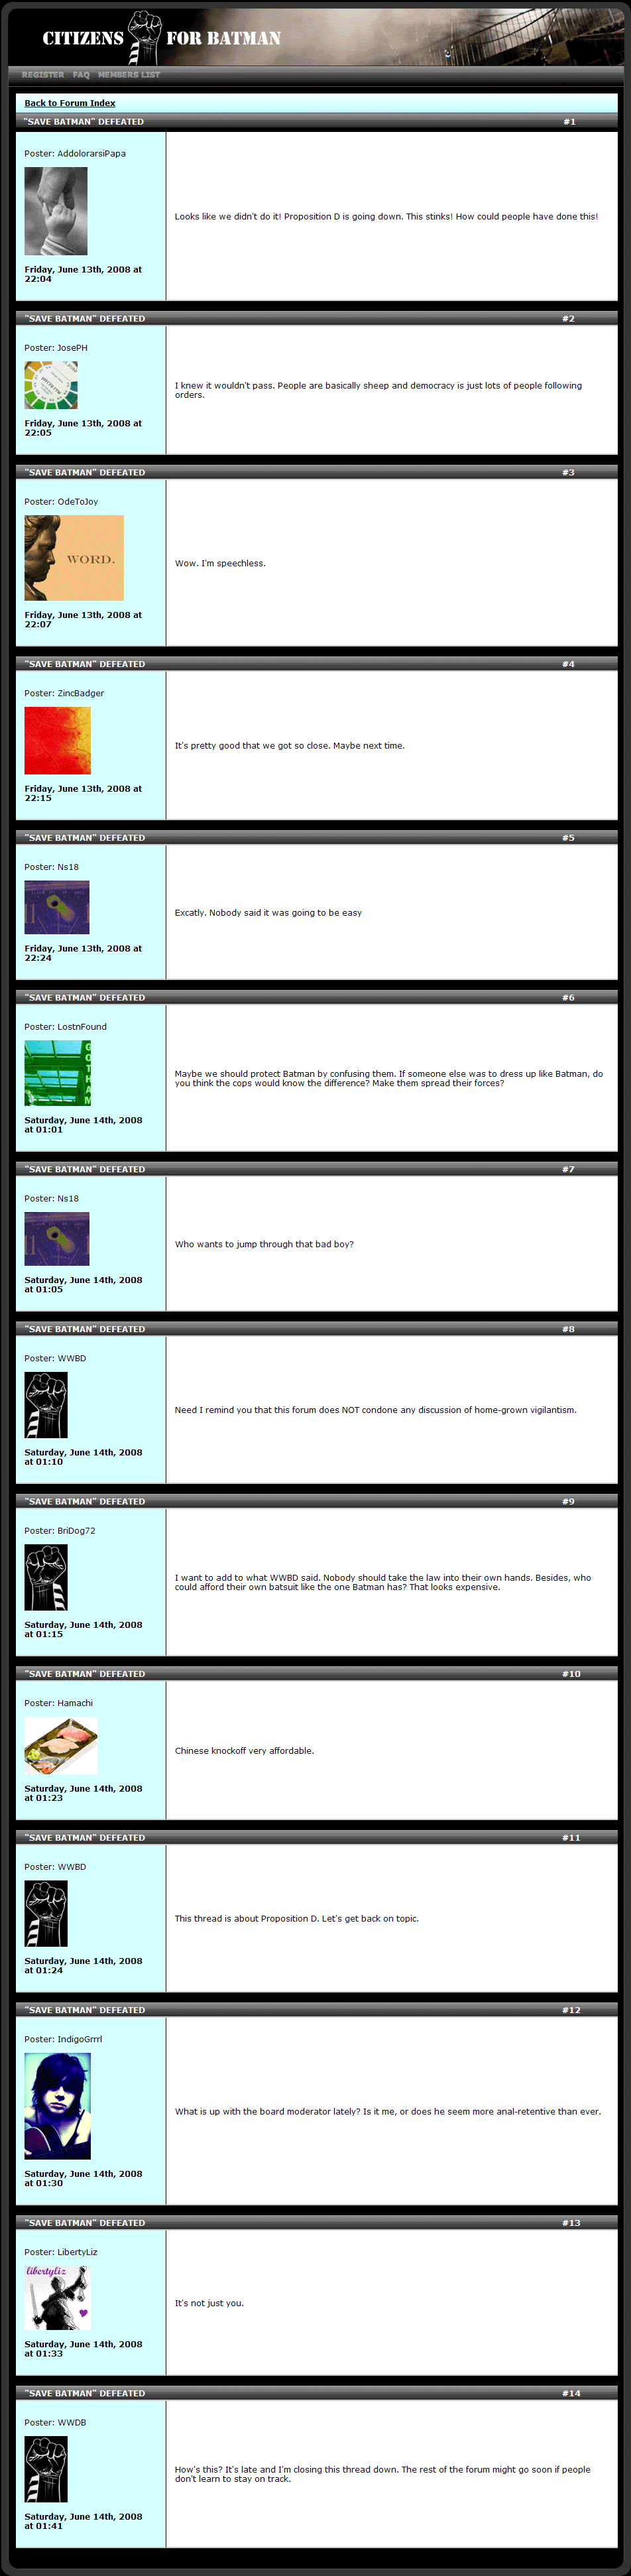 CITIZENS FOR BATMAN
REGISTER FAQ MEMBERS LIST
Back to Forum Index
"SAVE BATMAN" DEFEATED #1
Poster: AddolorarsiPapa
Friday, June 13th, 2008 at
22:04
Looks like we didn't do it! Proposition D is going down. This stinks! How could people have done this!
"SAVE BATMAN" DEFEATED #2
Poster: JosePH
Friday, June 13th, 2008 at
22:05
I knew it wouldn't pass. People are basically sheep and democracy is just lots of people following
orders.
"SAVE BATMAN" DEFEATED #3
Poster: OdeToJoy
WORD.
Friday, June 13th, 2008 at
22:07
Wow. I'm speechless.
"SAVE BATMAN" DEFEATED #4
Poster: ZincBadger
Friday, June 13th, 2008 at
22:15
It's pretty good that we got so close. Maybe next time.
"SAVE BATMAN" DEFEATED #5
Poster: Ns18
Friday, June 13th, 2008 at
22:24
Excatly. Nobody said it was going to be easy
"SAVE BATMAN" DEFEATED #6
Poster: LostnFound
GOTHAM
Saturday, June 14th, 2008
at 01:01
Maybe we should protect Batman by confusing them. If someone else was to dress up like Batman, do
you think the cops would know the difference? Make them spread their forces?
"SAVE BATMAN" DEFEATED #7
Poster: Ns18
Saturday, June 14th, 2008
at 01:05
Who wants to jump through that bad boy?
"SAVE BATMAN" DEFEATED #8
Poster: WWBD
Saturday, June 14th, 2008
at 01:10
Need I remind you that this forum does NOT condone any discussion of home-grown vigilantism.
"SAVE BATMAN" DEFEATED #9
Poster: BriDog72
Saturday, June 14th, 2008
at 01:15
I want to add to what WWBD said. Nobody should take the law into their own hands. Besides, who
could afford their own batsuit like the one Batman has? That looks expensive.
"SAVE BATMAN" DEFEATED #10
Poster: Hamachi
Saturday, June 14th, 2008
at 01:23
Chinese knockoff very affordable.
"SAVE BATMAN" DEFEATED #11
Poster: WWBD
Saturday, June 14th, 2008
at 01:24
This thread is about Proposition D. Let's get back on topic.
"SAVE BATMAN" DEFEATED #12
Poster: IndigoGrrrl
Saturday, June 14th, 2008
at 01:30
What is up with the board moderator lately? Is it me, or does he seem more anal-retentive than ever.
"SAVE BATMAN" DEFEATED #13
Poster: LibertyLiz
libertyliz
Saturday, June 14th, 2008
at 01:33
It's not just you.
"SAVE BATMAN" DEFEATED #14
Poster: WWDB
Saturday, June 14th, 2008
at 01:41
How's this? It's late and I'm closing this thread down. The rest of the forum might go soon if people
don't learn to stay on track.